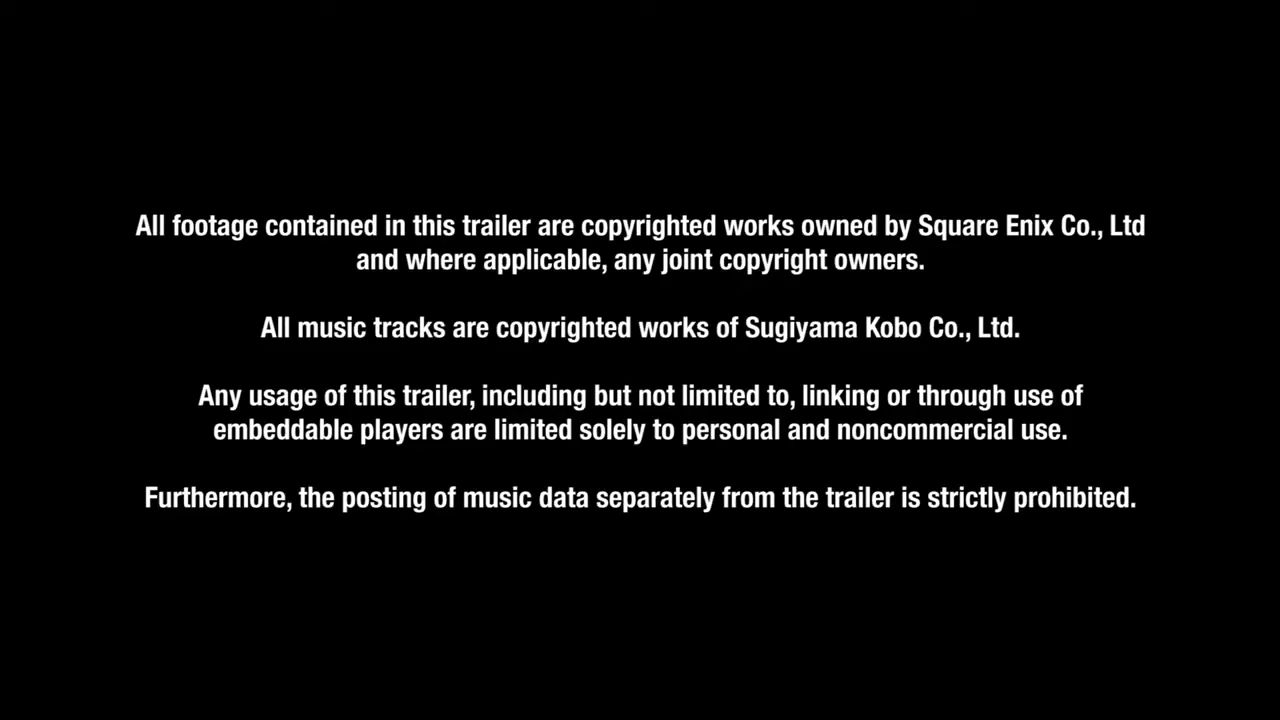 All footage contained in this trailer are copyrighted works owned by Square Enix Co., Ltd
and where applicable, any joint copyright owners.
All music tracks are copyrighted works of Sugiyama Kobo Co., Ltd.
Any usage of this trailer, including but not limited to, linking or through use of
embeddable players are limited solely to personal and noncommercial use.
Furthermore, the posting of music data separately from the trailer is strictly prohibited.